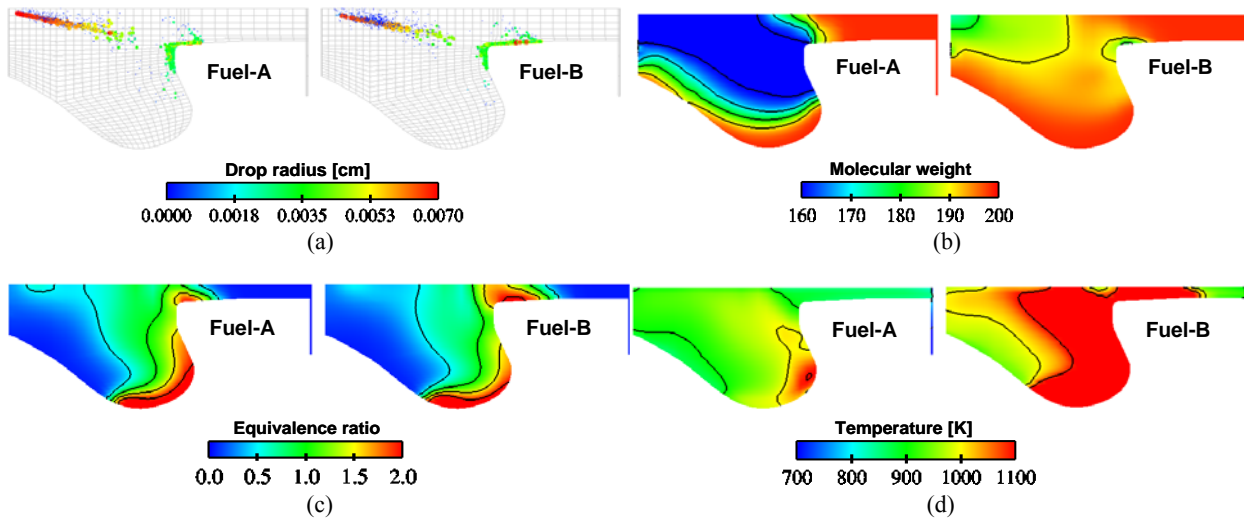 Fuel-A
Fuel-B
Drop radius [cm]
0.0000 0.0018 0.0035 0.0053 0.0070
(a)
Fuel-A
Fuel-B
Molecular weight
160 170 180 190 200
(b)
Fuel-A
Fuel-B
Equivalence ratio
0.0 0.5 1.0 1.5 2.0
(c)
Fuel-A
Fuel-B
Temperature [K]
700 800 900 1000 1100
(d)